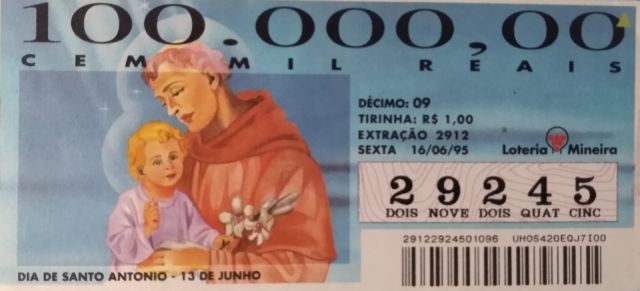 100.000,00
CEM MIL REAIS
DÉCIMO: 09
TIRINHA: R$ 1,00
EXTRAÇÃO 2912
SEXTA 16/06/95
Loteria Mineira
29245
DOIS NOVE DOIS QUAT CINC
29122924501096 UH0S420EQJ7I00
DIA DE SANTO ANTONIO - 13 DE JUNHO